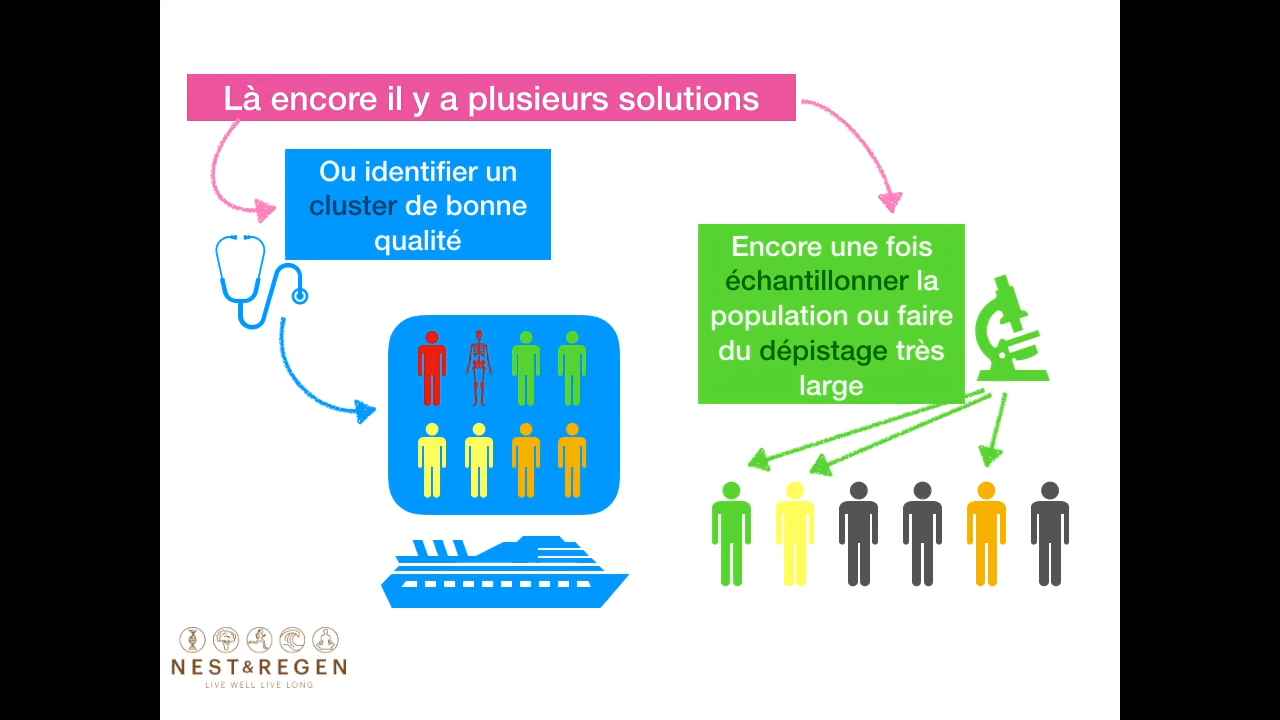 Là encore il y a plusieurs solutions
Ou identifier un
cluster de bonne
qualité
Encore une fois
échantillonner la
population ou faire
du dépistage très
large
NEST&REGEN
LIVE WELL LIVE LONG